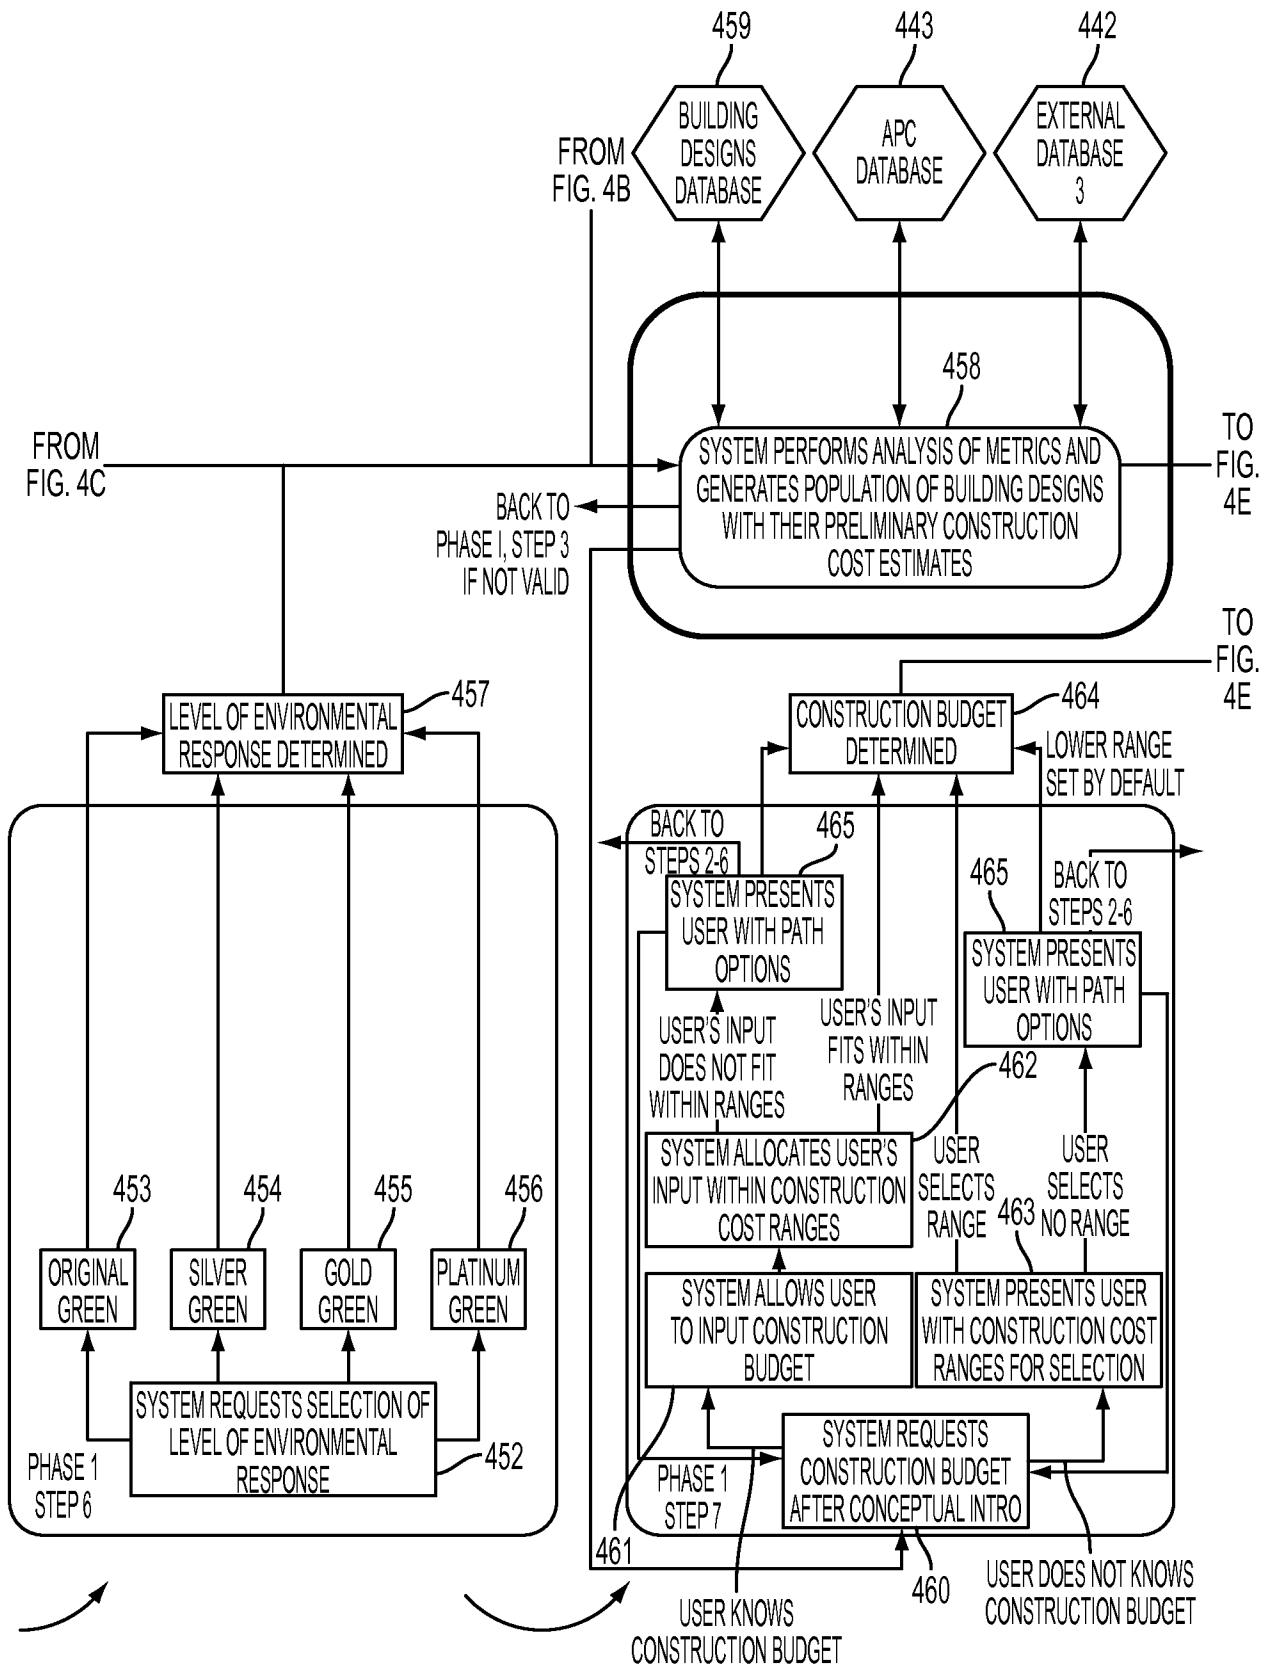 459
443
442
BUILDING
DESIGNS
DATABASE
APC
DATABASE
EXTERNAL
DATABASE
3
FROM
FIG. 4B
458
FROM
FIG. 4C
SYSTEM PERFORMS ANALYSIS OF METRICS AND
GENERATES POPULATION OF BUILDING DESIGNS
WITH THEIR PRELIMINARY CONSTRUCTION
COST ESTIMATES
TO
FIG.
4E
BACK TO
PHASE I, STEP 3
IF NOT VALID
TO
FIG.
4E
LEVEL OF ENVIRONMENTAL
RESPONSE DETERMINED
457
CONSTRUCTION BUDGET
DETERMINED
464
LOWER RANGE
SET BY DEFAULT
BACK TO
STEPS 2-6
465
SYSTEM PRESENTS
USER WITH PATH
OPTIONS
465
BACK TO
STEPS 2-6
SYSTEM PRESENTS
USER WITH PATH
OPTIONS
USER'S INPUT
DOES NOT FIT
WITHIN RANGES
USER'S INPUT
FITS WITHIN
RANGES
462
SYSTEM ALLOCATES USER'S
INPUT WITHIN CONSTRUCTION
COST RANGES
USER
SELECTS
RANGE
USER
SELECTS
NO RANGE
463
453
454
455
456
ORIGINAL
GREEN
SILVER
GREEN
GOLD
GREEN
PLATINUM
GREEN
SYSTEM ALLOWS USER
TO INPUT CONSTRUCTION
BUDGET
SYSTEM PRESENTS USER
WITH CONSTRUCTION COST
RANGES FOR SELECTION
SYSTEM REQUESTS SELECTION OF
LEVEL OF ENVIRONMENTAL
RESPONSE
452
PHASE 1
STEP 6
SYSTEM REQUESTS
CONSTRUCTION BUDGET
AFTER CONCEPTUAL INTRO
PHASE 1
STEP 7
461
460
USER KNOWS
CONSTRUCTION BUDGET
USER DOES NOT KNOWS
CONSTRUCTION BUDGET